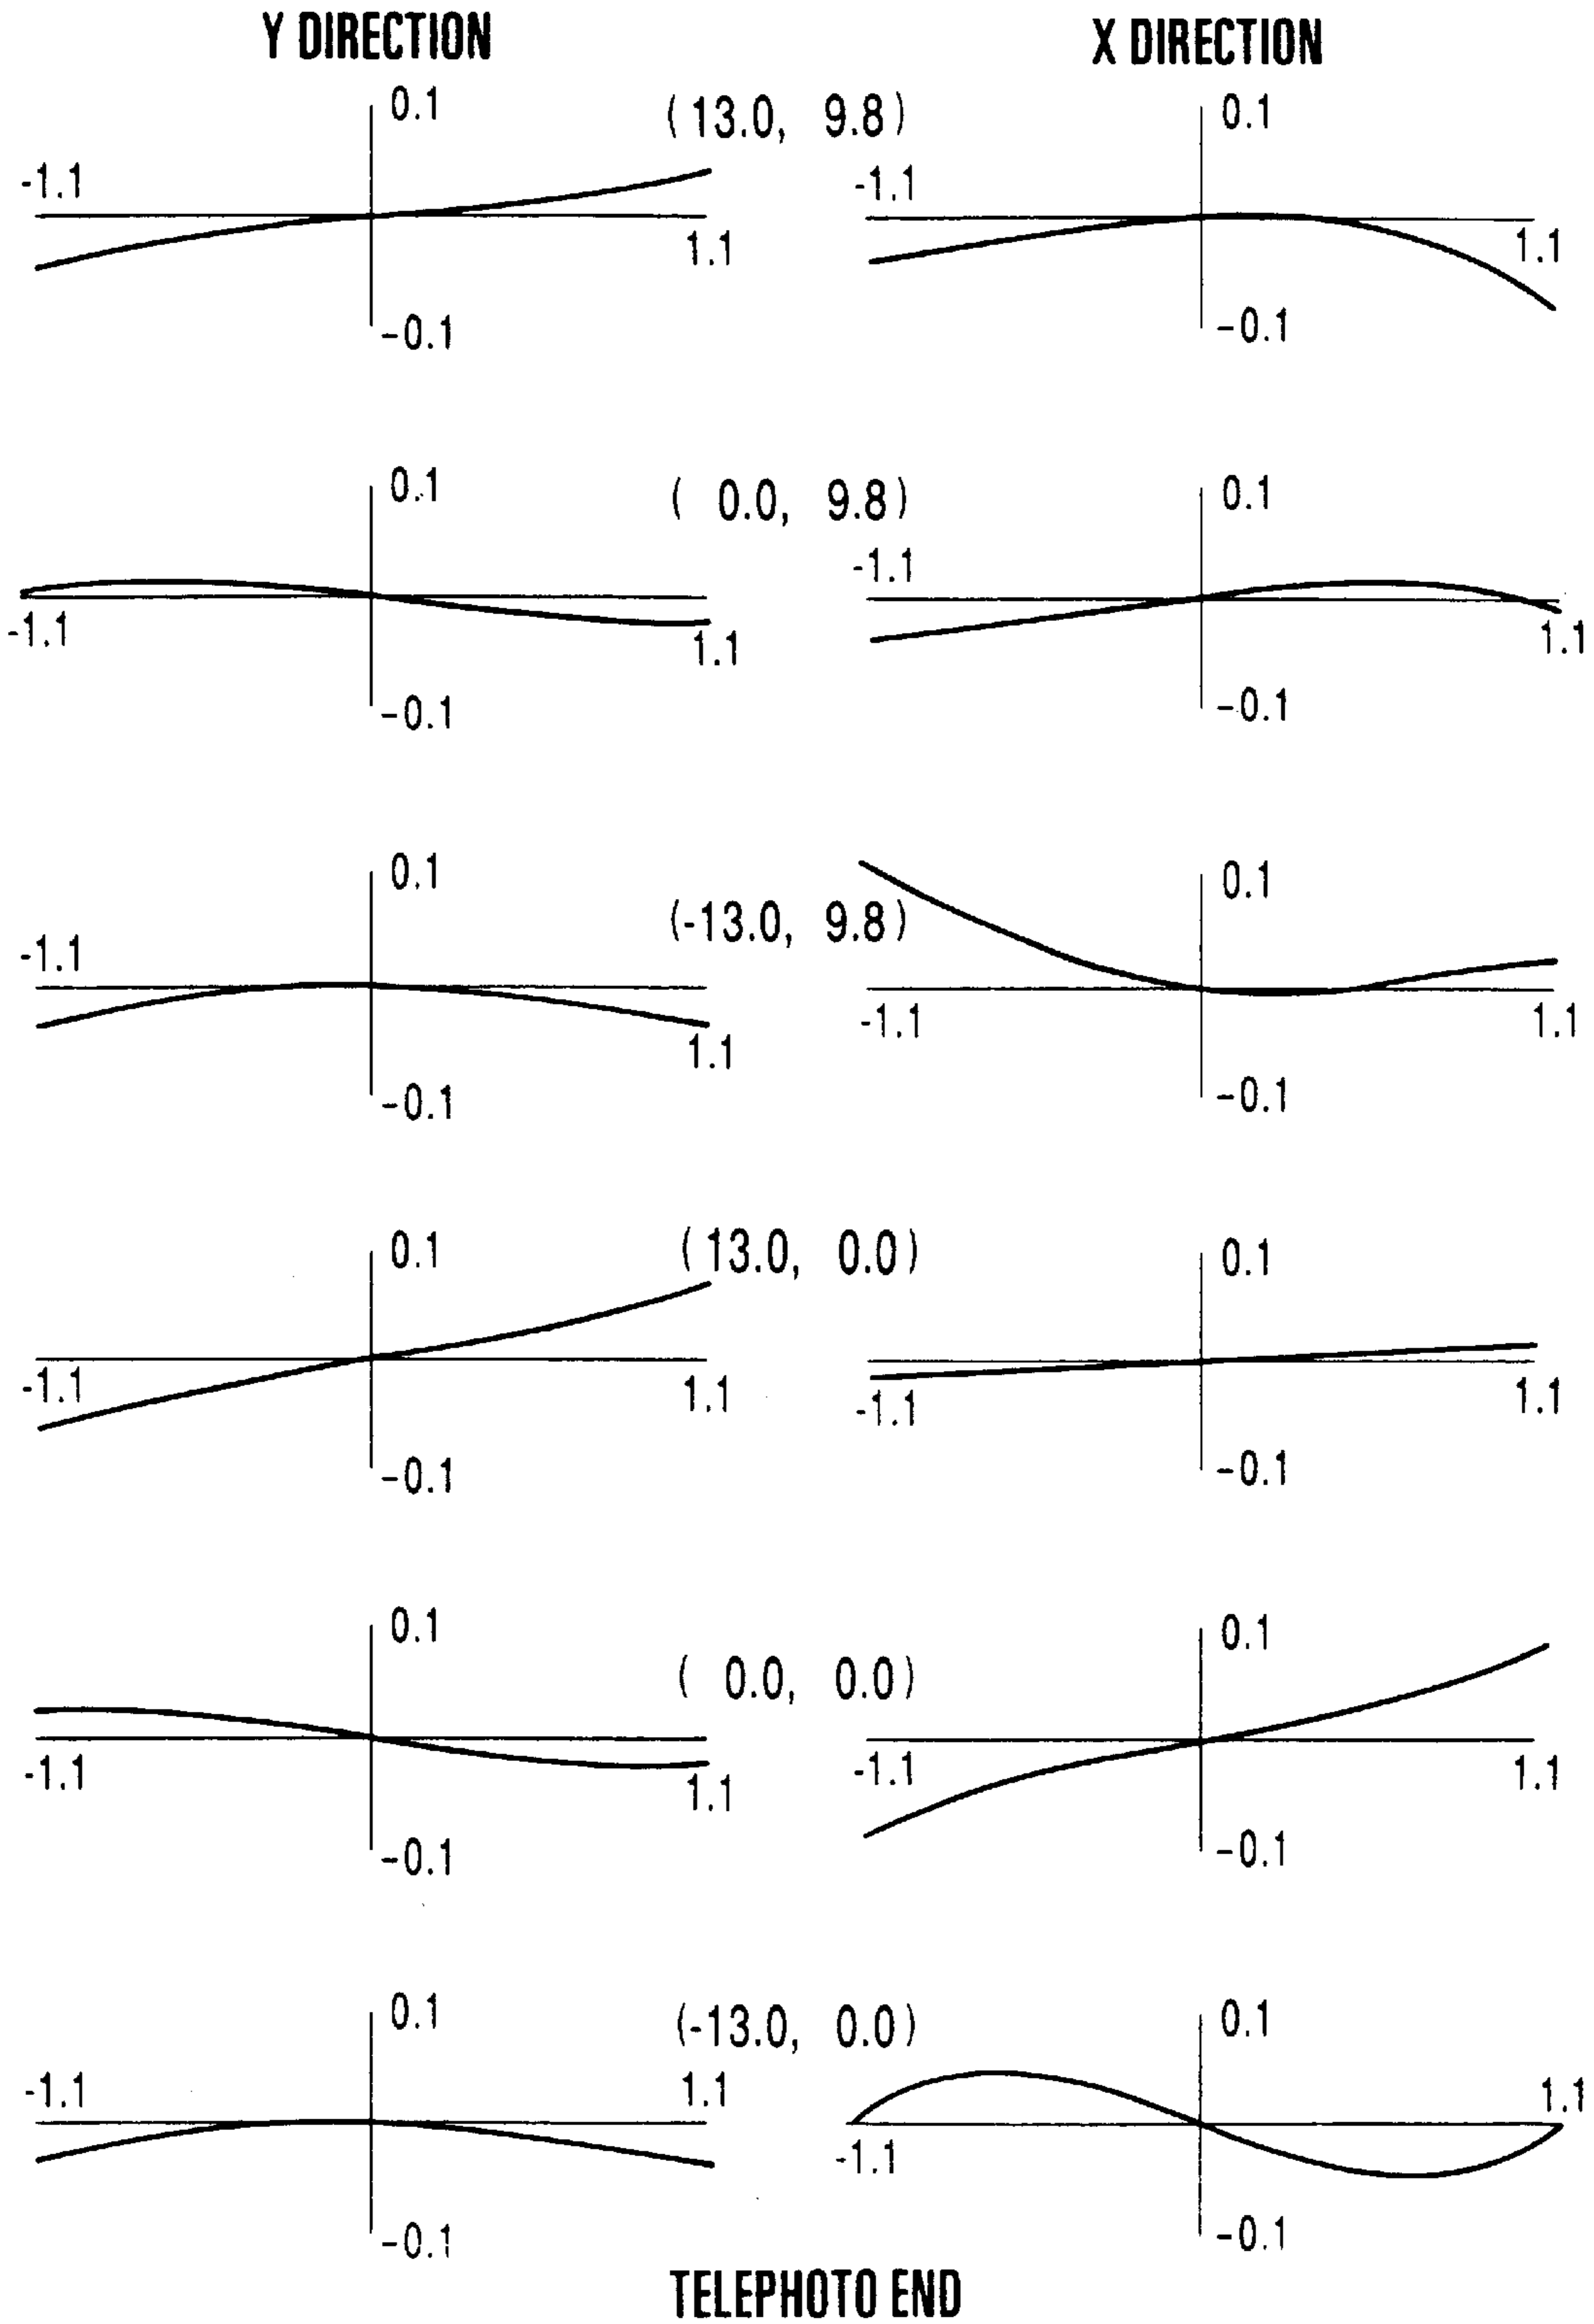 Y DIRECTION X DIRECTION
0.1 (13.0, 9.8) 0.1
-1.1 -1.1
1.1 1.1
-0.1 -0.1
0.1 ( 0.0, 9.8) 0.1
-1.1
-1.1 1.1 1.1
-0.1 -0.1
0.1 0.1
-1.1 (-13.0, 9.8)
1.1 -1.1 1.1
-0.1 -0.1
0.1 (13.0, 0.0) 0.1
-1.1 1.1 -1.1 1.1
-0.1 -0.1
0.1 ( 0.0, 0.0) 0.1
-1.1 1.1 -1.1 1.1
-0.1 -0.1
0.1 (-13.0, 0.0) 0.1
-1.1 1.1 1.1
-1.1
-0.1 -0.1
TELEPHOTO END